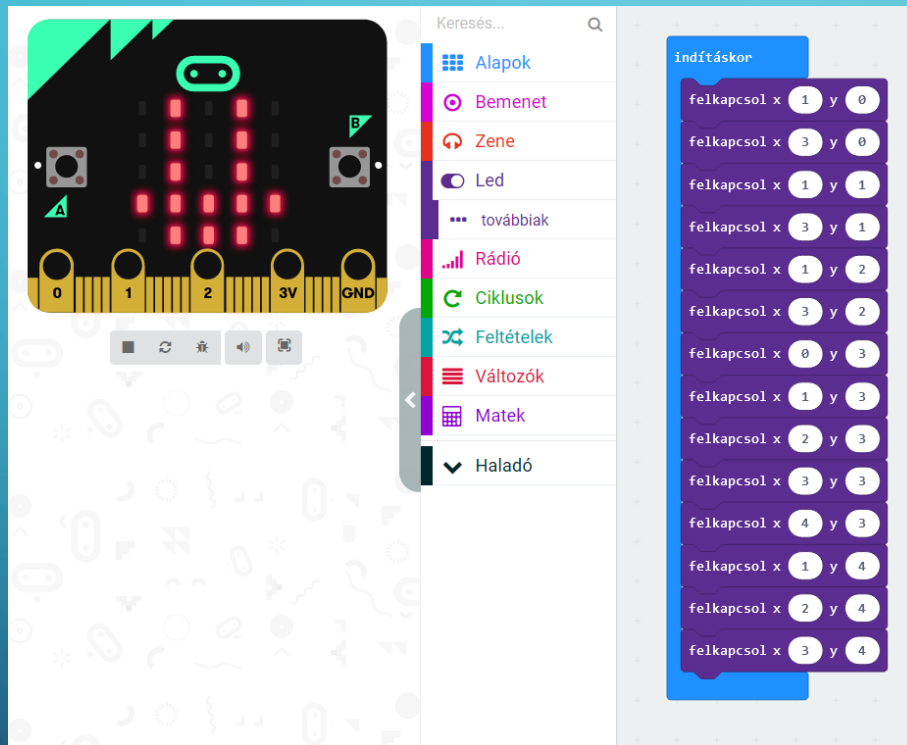 B
A
0 1 2 3V GND
Keresés...
Alapok
Bemenet
Zene
Led
továbbiak
Rádió
Ciklusok
Feltételek
Változók
Matek
Haladó
indításkor
felkapcsol x 1 y 0
felkapcsol x 3 y 0
felkapcsol x 1 y 1
felkapcsol x 3 y 1
felkapcsol x 1 y 2
felkapcsol x 3 y 2
felkapcsol x 0 y 3
felkapcsol x 1 y 3
felkapcsol x 2 y 3
felkapcsol x 3 y 3
felkapcsol x 4 y 3
felkapcsol x 1 y 4
felkapcsol x 2 y 4
felkapcsol x 3 y 4